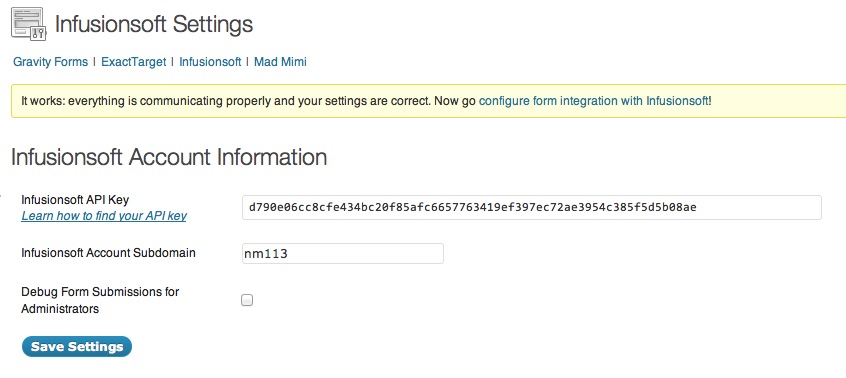 Infusionsoft Settings
Gravity Forms | ExactTarget | Infusionsoft | Mad Mimi
It works: everything is communicating properly and your settings are correct. Now go configure form integration with Infusionsoft!
Infusionsoft Account Information
Infusionsoft API Key
Learn how to find your API key
d790e06cc8cfe434bc20f85afc6657763419ef397ec72ae3954c385f5d5b08ae
Infusionsoft Account Subdomain
nm113
Debug Form Submissions for
Administrators
Save Settings